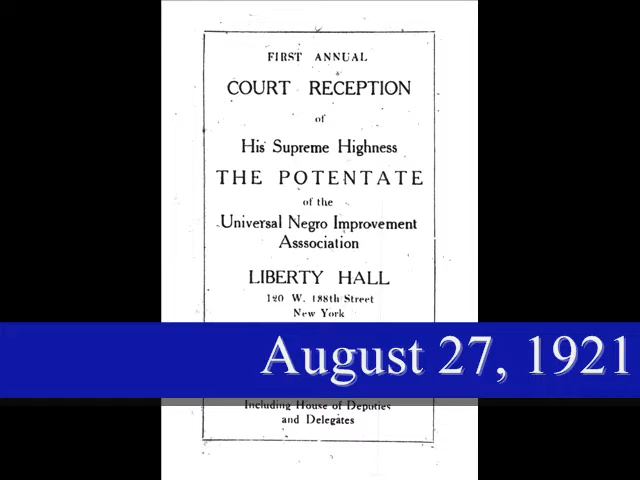 FIRST ANNUAL
COURT RECEPTION
of
His Supreme Highness
THE POTENTATE
of the
Universal Negro Improvement
Asssociation
LIBERTY HALL
120 W. 138th Street
New York
August 27, 1921
Including House of Deputies
and Delegates